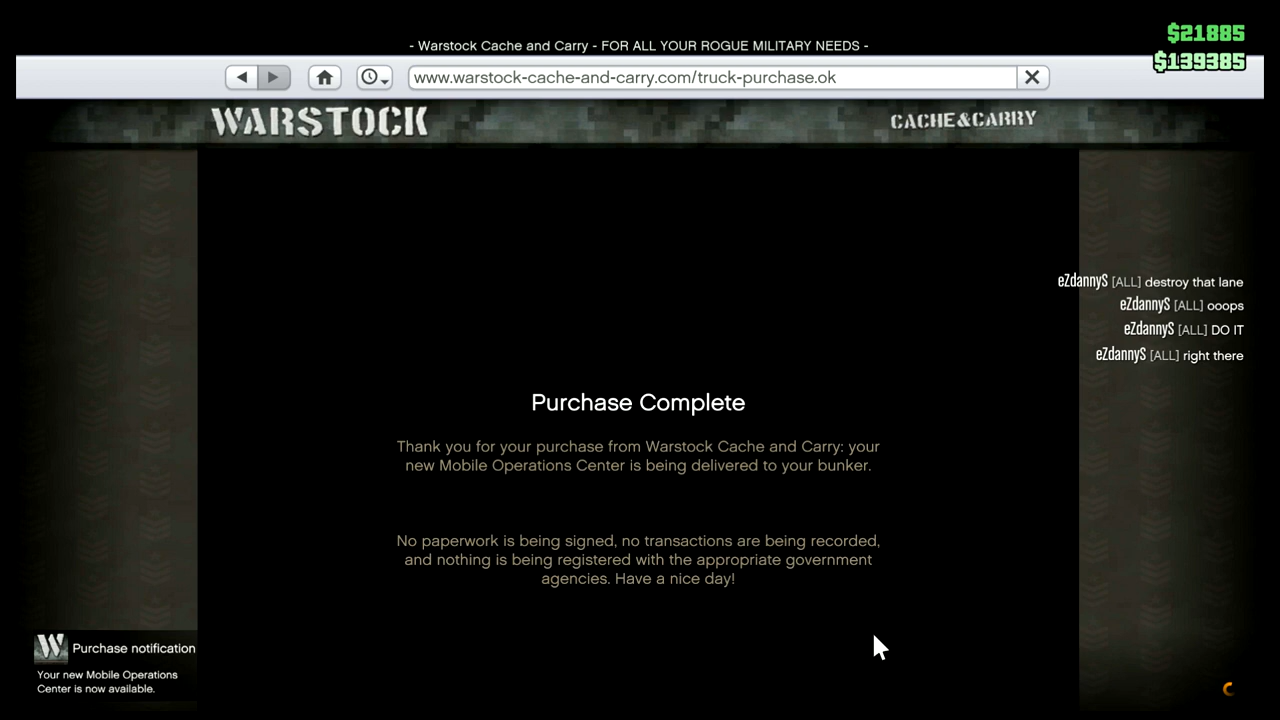 $21885
- Warstock Cache and Carry - FOR ALL YOUR ROGUE MILITARY NEEDS -
$139385
www.warstock-cache-and-carry.com/truck-purchase.ok
WARSTOCK
CACHE&CARRY
eZdannyS [ALL] destroy that lane
eZdannyS [ALL] ooops
eZdannyS [ALL] DO IT
eZdannyS [ALL] right there
Purchase Complete
Thank you for your purchase from Warstock Cache and Carry: your
new Mobile Operations Center is being delivered to your bunker.
No paperwork is being signed, no transactions are being recorded,
and nothing is being registered with the appropriate government
agencies. Have a nice day!
W
Purchase notification
Your new Mobile Operations
Center is now available.